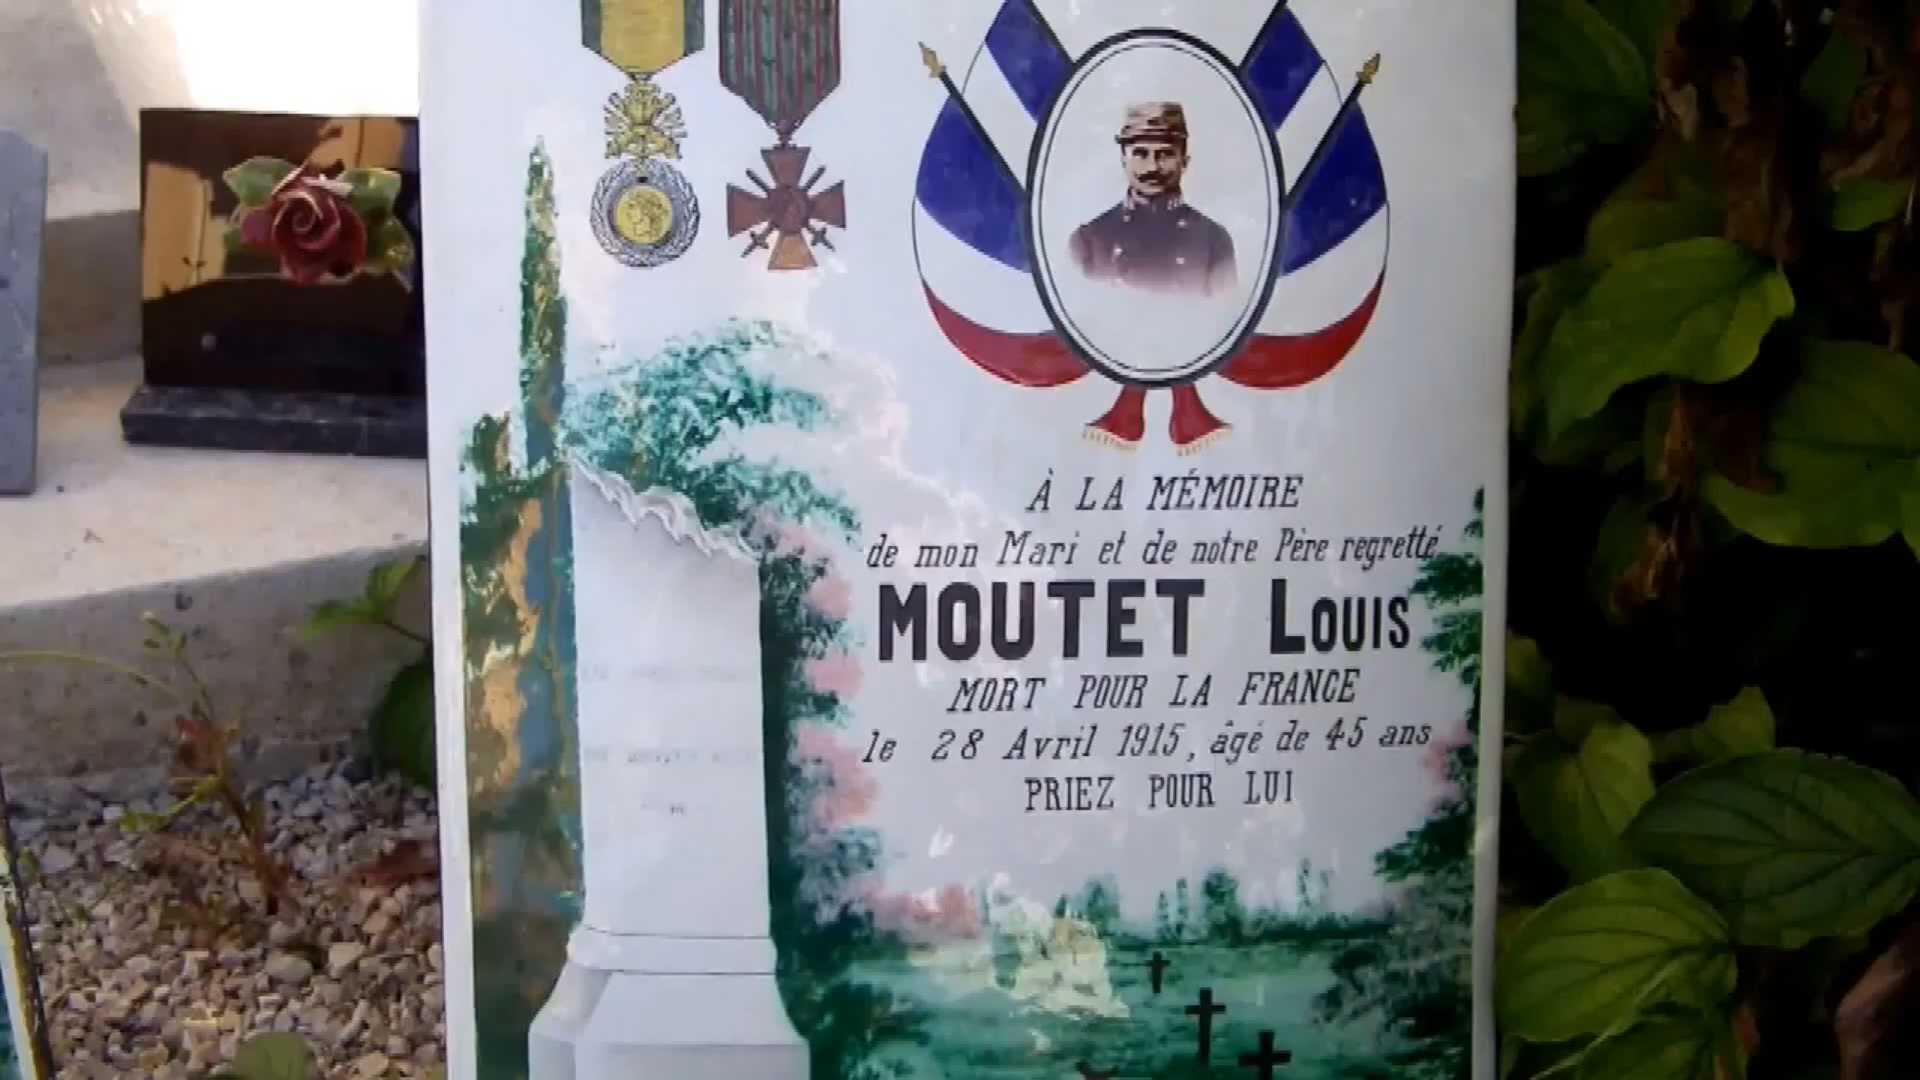 À LA MÉMOIRE
de mon Mari et de notre Père regretté
MOUTET LOUIS
MORT POUR LA FRANCE
le 28 Avril 1915, âgé de 45 ans
PRIEZ POUR LUI